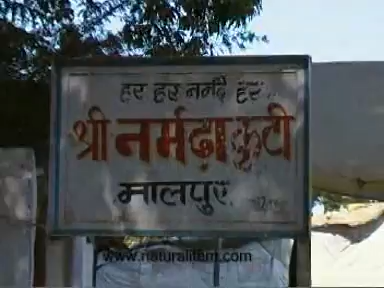 हर हर नर्मदे हर..
श्री नर्मदा कुटी
मालपुर
www.naturalitem.com